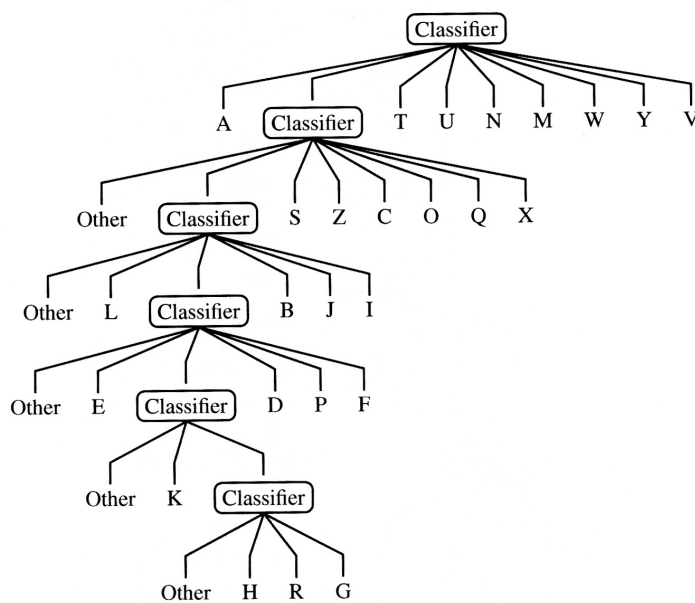 Classifier
A Classifier T U N M W Y V
Other Classifier S Z C O Q X
Other L Classifier B J I
Other E Classifier D P F
Other K Classifier
Other H R G